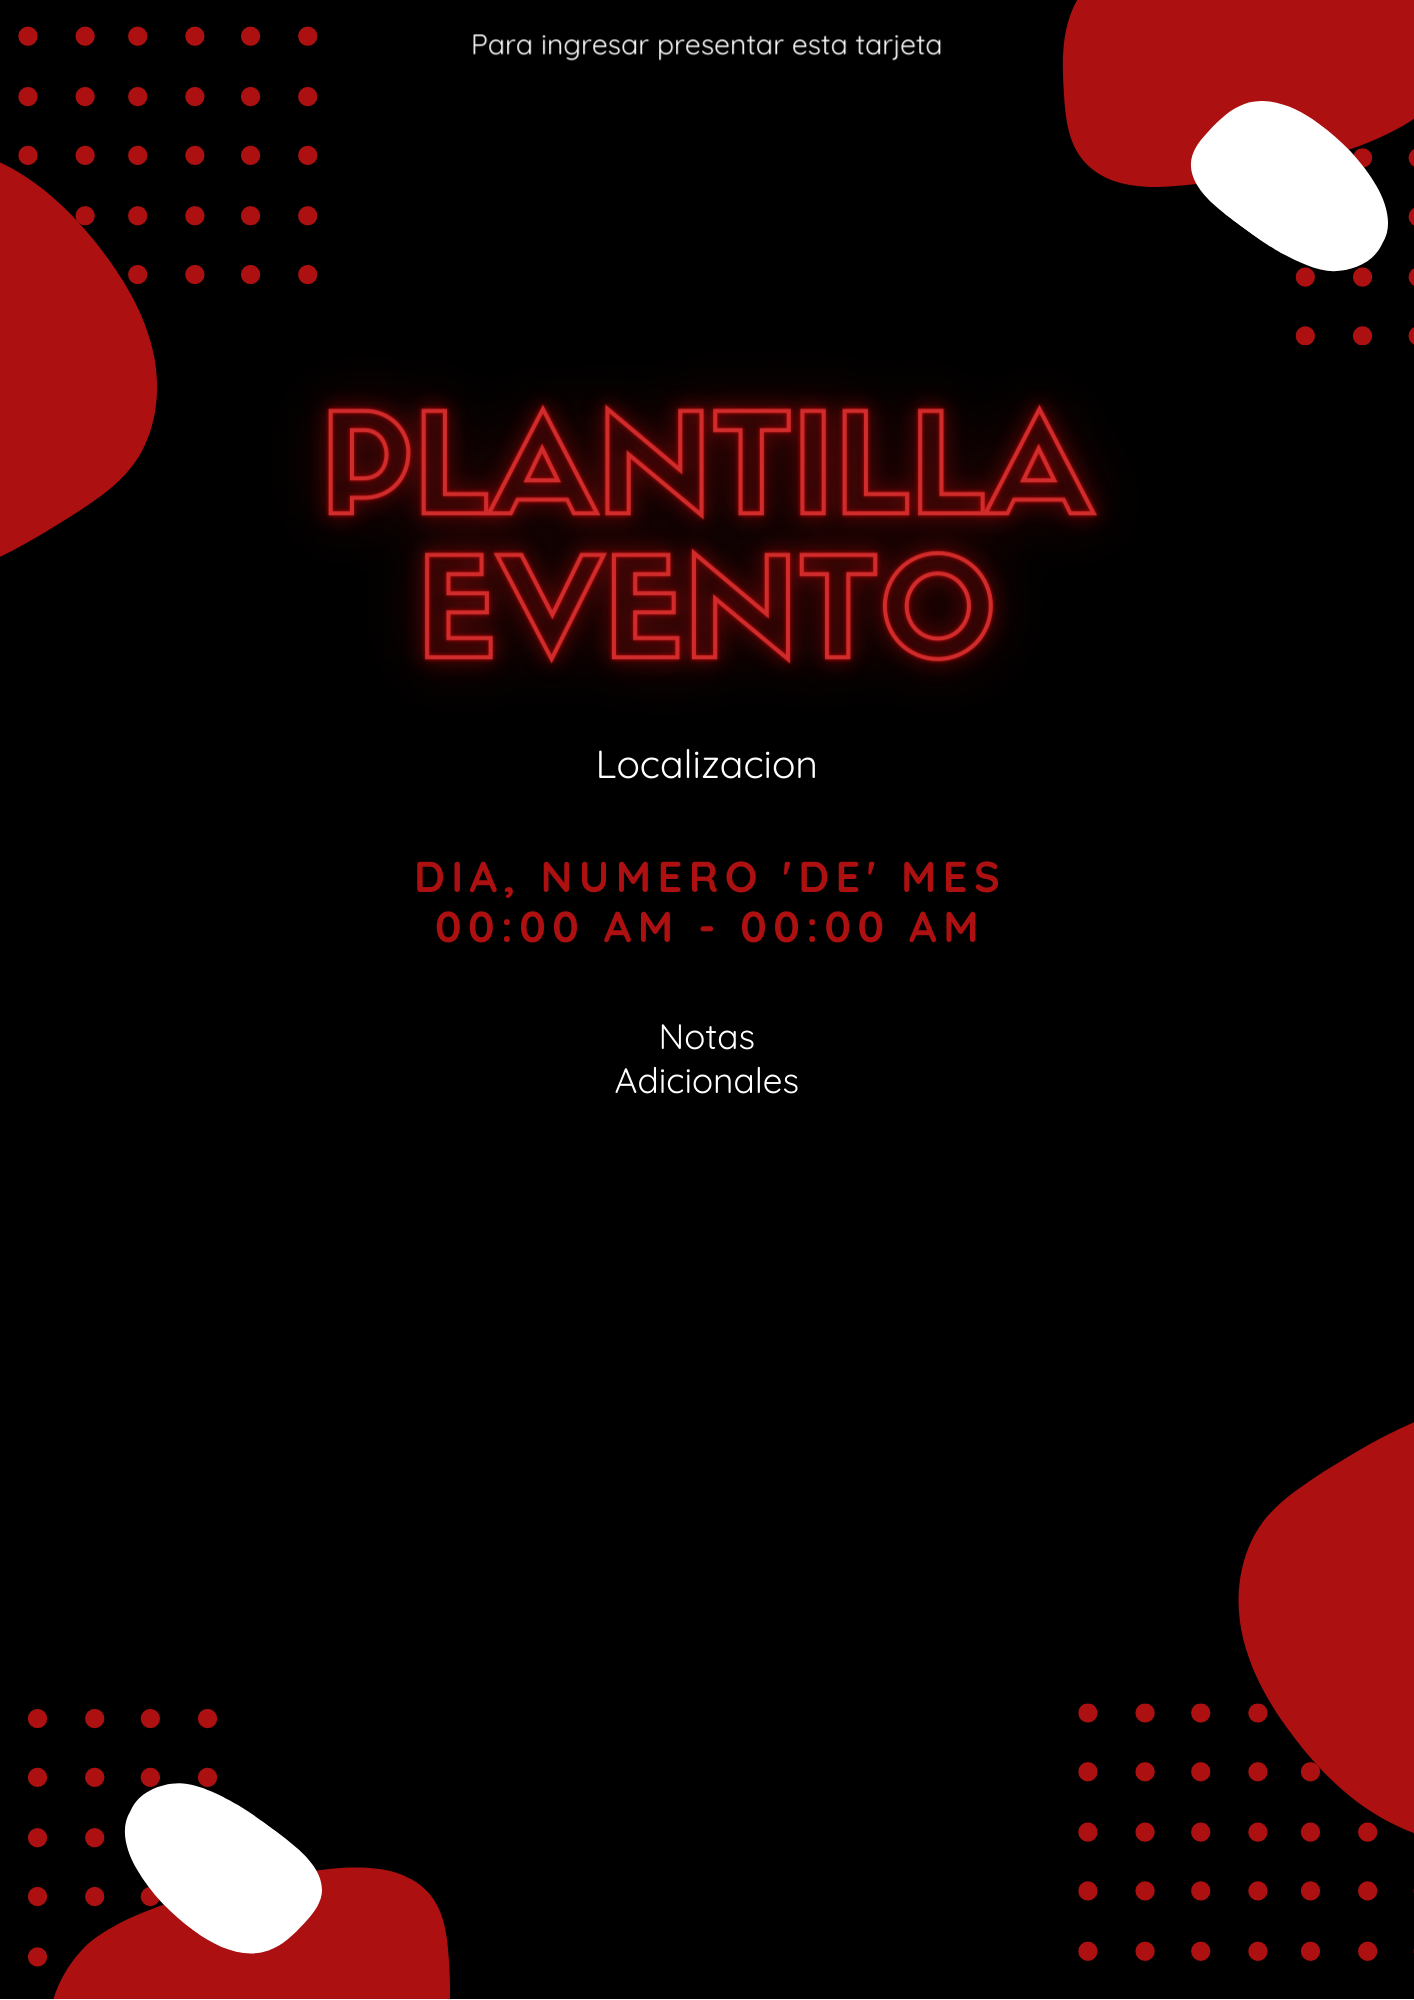 Para ingresar presentar esta tarjeta
PLANTILLA
EVENTO
Localizacion
DIA, NUMERO 'DE' MES
00:00 AM - 00:00 AM
Notas
Adicionales